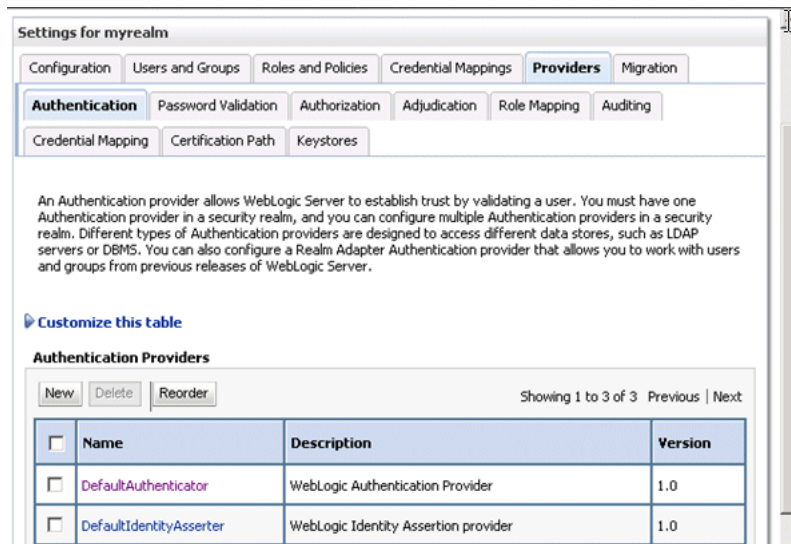 Settings for myrealm
Configuration Users and Groups Roles and Policies Credential Mappings Providers Migration
Authentication Password Validation Authorization Adjudication Role Mapping Auditing
Credential Mapping Certification Path Keystores
An Authentication provider allows WebLogic Server to establish trust by validating a user. You must have one
Authentication provider in a security realm, and you can configure multiple Authentication providers in a security
realm. Different types of Authentication providers are designed to access different data stores, such as LDAP
servers or DBMS. You can also configure a Realm Adapter Authentication provider that allows you to work with users
and groups from previous releases of WebLogic Server.
Customize this table
Authentication Providers
New Delete Reorder Showing 1 to 3 of 3 Previous | Next
Name Description Version
DefaultAuthenticator WebLogic Authentication Provider 1.0
DefaultIdentityAsserter WebLogic Identity Assertion provider 1.0